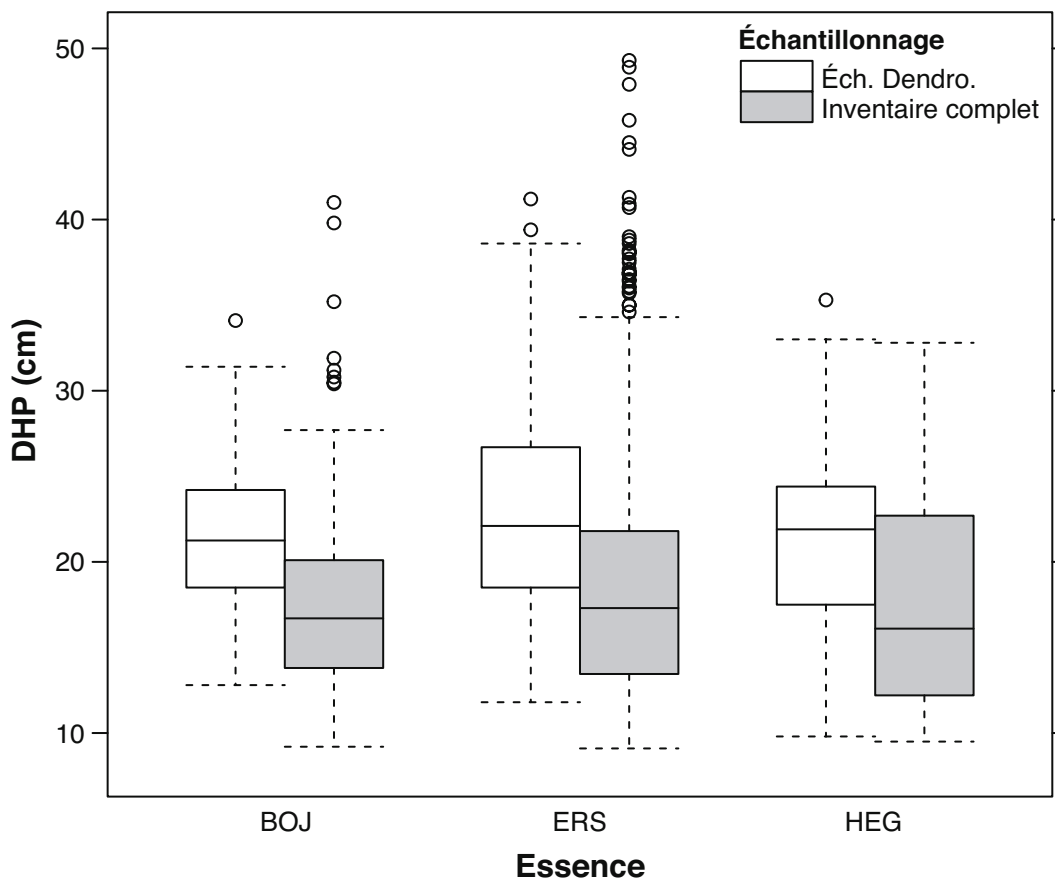 Échantillonnage
Éch. Dendro.
Inventaire complet
DHP (cm)
50
40
30
20
10
BOJ
ERS
HEG
Essence